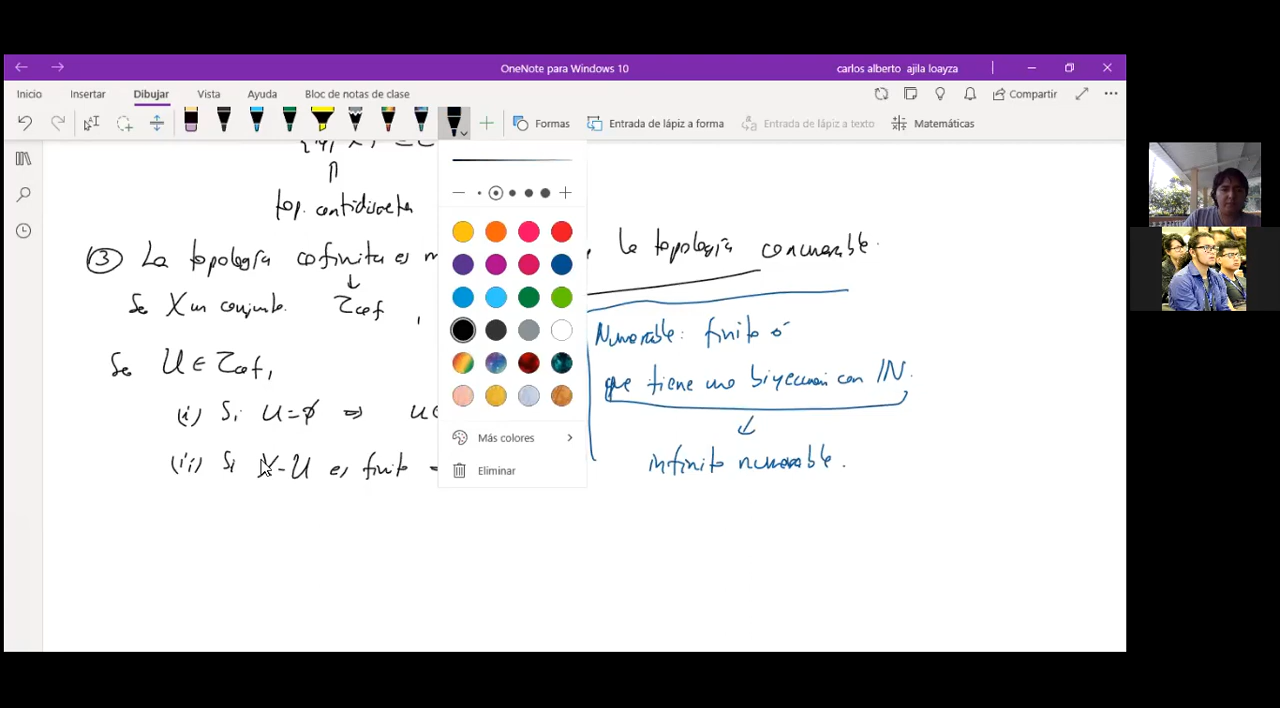 OneNote para Windows 10
carlos alberto ajila loayza
Inicio Insertar Dibujar Vista Ayuda Bloc de notas de clase
Compartir
Formas Entrada de lápiz a forma Entrada de lápiz a texto Matemáticas
top. antidiscreta
③ La topología cofinita es m , la topología conumerable.
↓
Sea X un conjunto. τcof ,
Sea U ∈ τcof,
(i) Si U=∅ ⇒ U∈
(ii) Si X-U es finito
Numerable: finito ó
que tiene una biyección con IN.
↓
infinito numerable.
Más colores
Eliminar